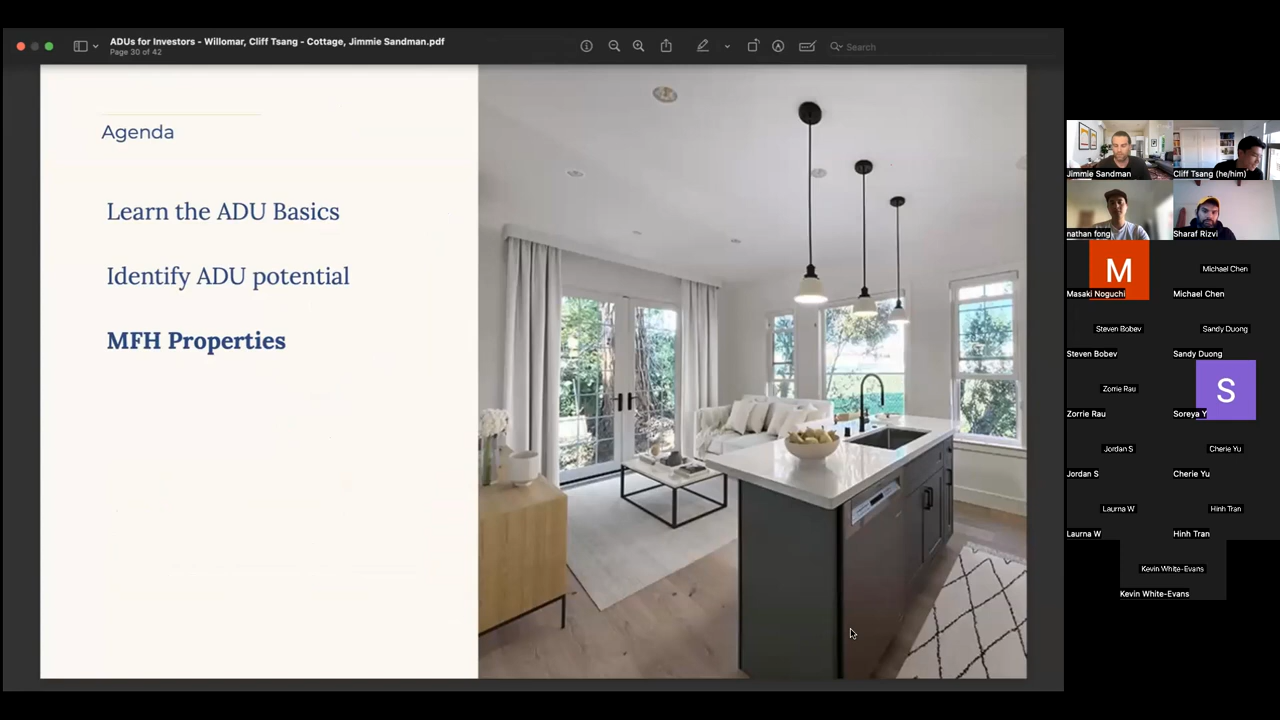 ADUs for Investors - Willomar, Cliff Tsang - Cottage, Jimmie Sandman.pdf
Page 30 of 42
Search
Agenda
Learn the ADU Basics
Identify ADU potential
MFH Properties
Jimmie Sandman
Cliff Tsang (he/him)
nathan fong
Sharaf Rizvi
M
Masaki Noguchi
Michael Chen
Michael Chen
Steven Bobev
Steven Bobev
Sandy Duong
Sandy Duong
Zorrie Rau
Zorrie Rau
S
Soreya Y
Jordan S
Jordan S
Cherie Yu
Cherie Yu
Laurna W
Laurna W
Hinh Tran
Hinh Tran
Kevin White-Evans
Kevin White-Evans